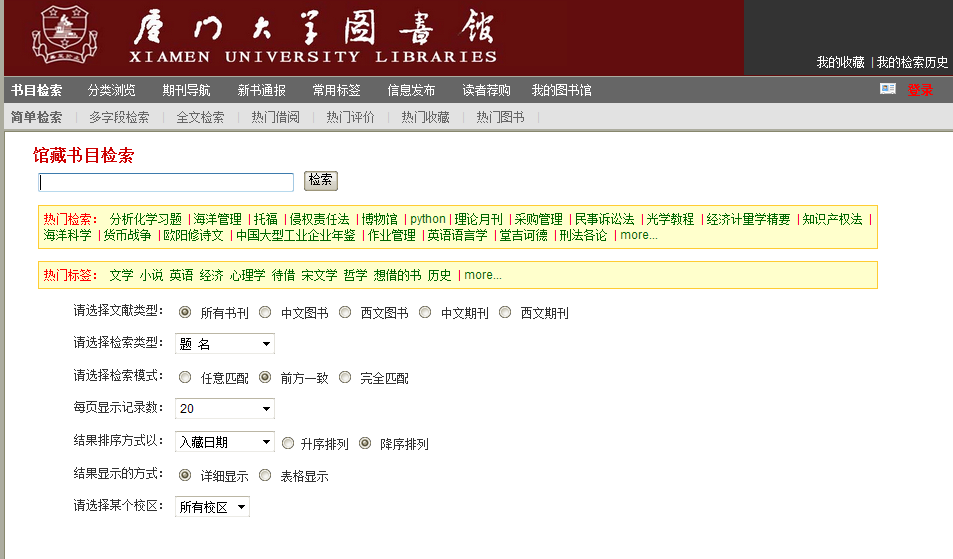 厦门大学图书馆
XIAMEN UNIVERSITY LIBRARIES
我的收藏 | 我的检索历史
书目检索 分类浏览 期刊导航 新书通报 常用标签 信息发布 读者荐购 我的图书馆 登录
简单检索 | 多字段检索 | 全文检索 | 热门借阅 | 热门评价 | 热门收藏 | 热门图书 |
馆藏书目检索
检索
热门检索： 分析化学习题 | 海洋管理 | 托福 | 侵权责任法 | 博物馆 | python | 理论月刊 | 采购管理 | 民事诉讼法 | 光学教程 | 经济计量学精要 | 知识产权法 |
海洋科学 | 货币战争 | 欧阳修诗文 | 中国大型工业企业年鉴 | 作业管理 | 英语语言学 | 堂吉诃德 | 刑法各论 | more...
热门标签： 文学 小说 英语 经济 心理学 待借 宋文学 哲学 想借的书 历史 | more...
请选择文献类型： 所有书刊 中文图书 西文图书 中文期刊 西文期刊
请选择检索类型： 题 名
请选择检索模式： 任意匹配 前方一致 完全匹配
每页显示记录数： 20
结果排序方式以： 入藏日期 升序排列 降序排列
结果显示的方式： 详细显示 表格显示
请选择某个校区： 所有校区